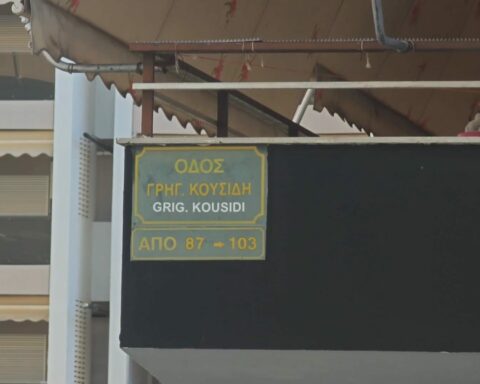 ΟΔΟΣ
ΓΡΗΓ. ΚΟΥΣΙΔΗ
GRIG. KOUSIDI
ΑΠΟ 87 ➡ 103